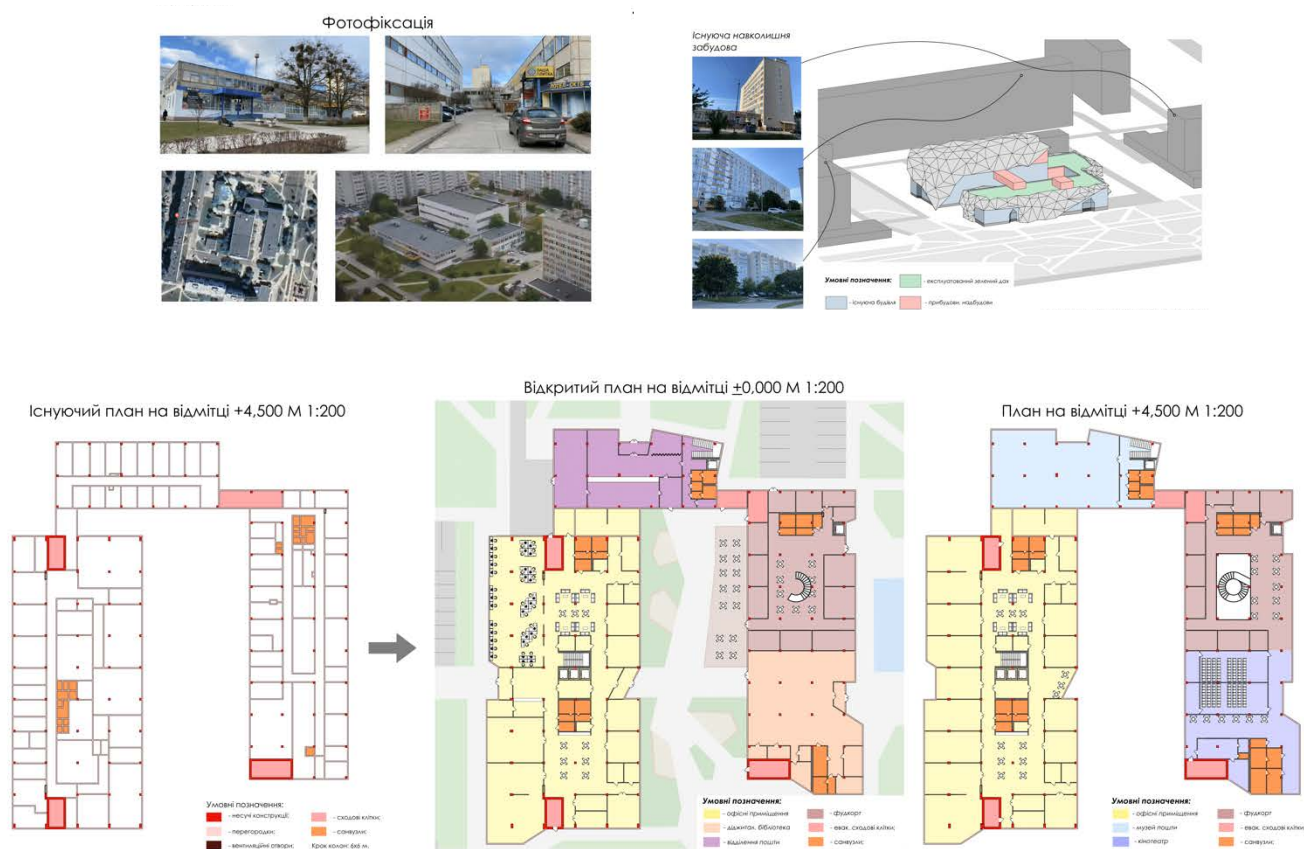 Фотофіксація
Існуюча навколишня
забудова
Умовні позначення:
- експлуатований зелений дах
- існуюча будівля
- прибудови, надбудови
Існуючий план на відмітці +4,500 М 1:200
Відкритий план на відмітці ±0,000 М 1:200
План на відмітці +4,500 М 1:200
Умовні позначення:
- несучі конструкції;
- сходові клітки;
- перегородки;
- санвузли;
- вентиляційні отвори;
Крок колон: 6х6 м.
Умовні позначення:
- офісні приміщення
- фудкорт
- діджитал. бібліотека
- евак. сходові клітки;
- відділення пошти
- санвузли;
Умовні позначення:
- офісні приміщення
- фудкорт
- музей пошти
- евак. сходові клітки;
- кінотеатр
- санвузли;